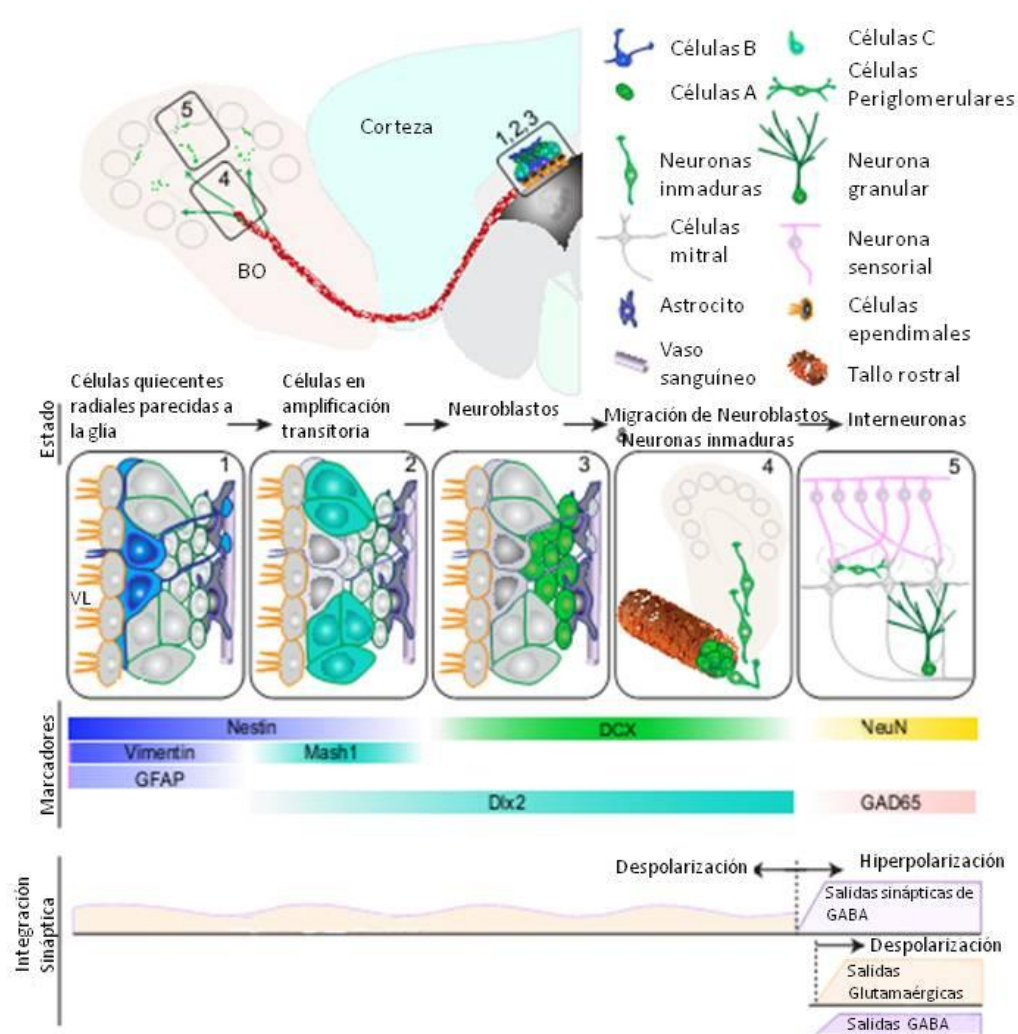 5
4
BO
Corteza
1,2,3
Células B
Células A
Neuronas
inmaduras
Células
mitral
Astrocito
Vaso
sanguíneo
Células C
Células
Periglomerulares
Neurona
granular
Neurona
sensorial
Células
ependimales
Tallo rostral
Estado
Células quiecentes
radiales parecidas a
la glía
Células en
amplificación
transitoria
Neuroblastos
Migración de Neuroblastos
&
Neuronas inmaduras
Interneuronas
1
VL
2
3
4
5
Marcadores
Nestin
DCX
NeuN
Vimentin
Mash1
GFAP
Dlx2
GAD65
Integración
Sináptica
Despolarización
Hiperpolarización
Salidas sinápticas de
GABA
Despolarización
Salidas
Glutamaérgicas
Salidas GABA